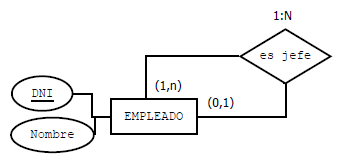 1:N
es jefe
DNI
(1,n)
(0,1)
EMPLEADO
Nombre